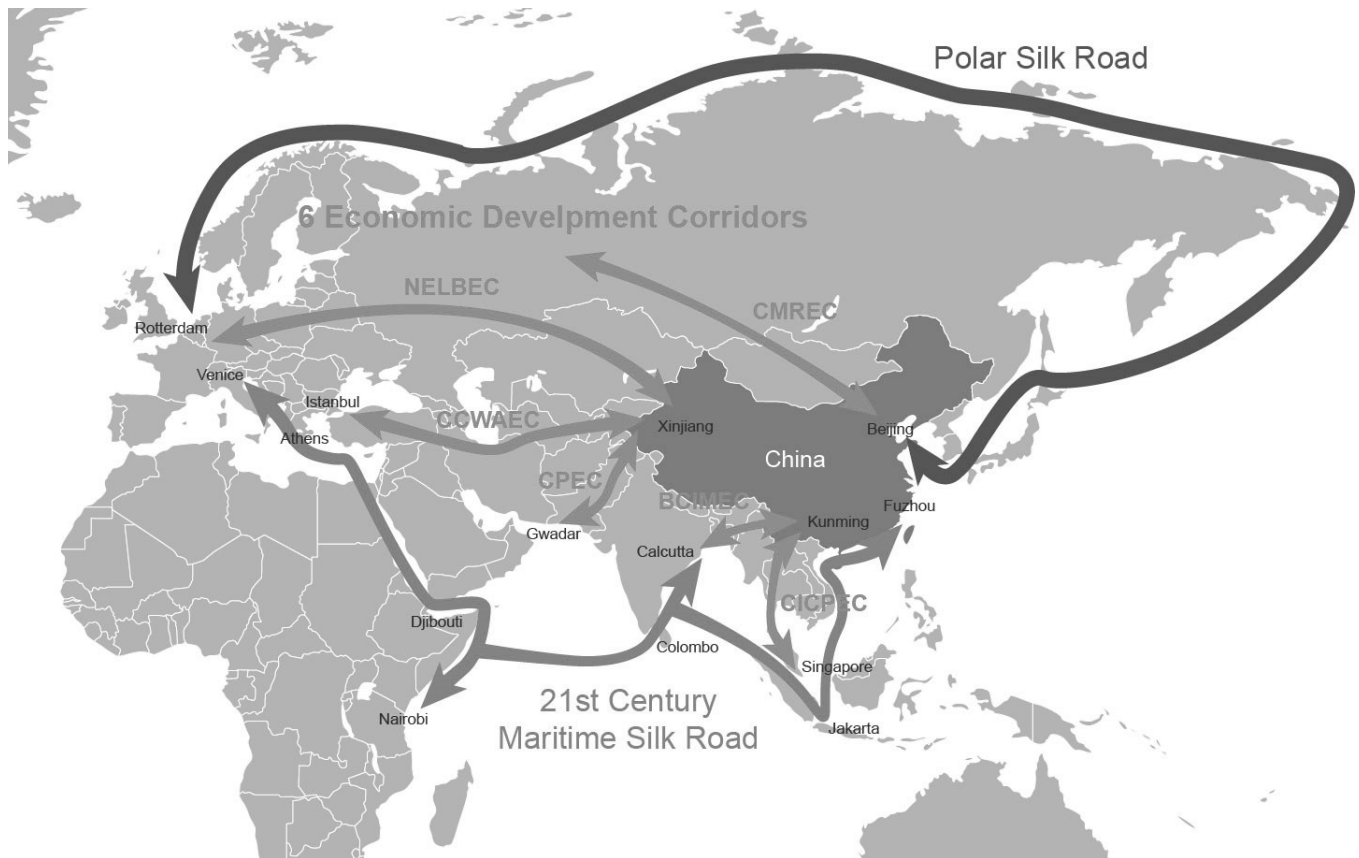 Polar Silk Road
6 Economic Develpment Corridors
NELBEC
CMREC
Rotterdam
Venice
Istanbul
Athens
CCWAEC
Xinjiang
Beijing
China
CPEC
BCIMEC
Fuzhou
Gwadar
Kunming
Calcutta
CICPEC
Djibouti
Colombo
Singapore
Nairobi
21st Century
Maritime Silk Road
Jakarta